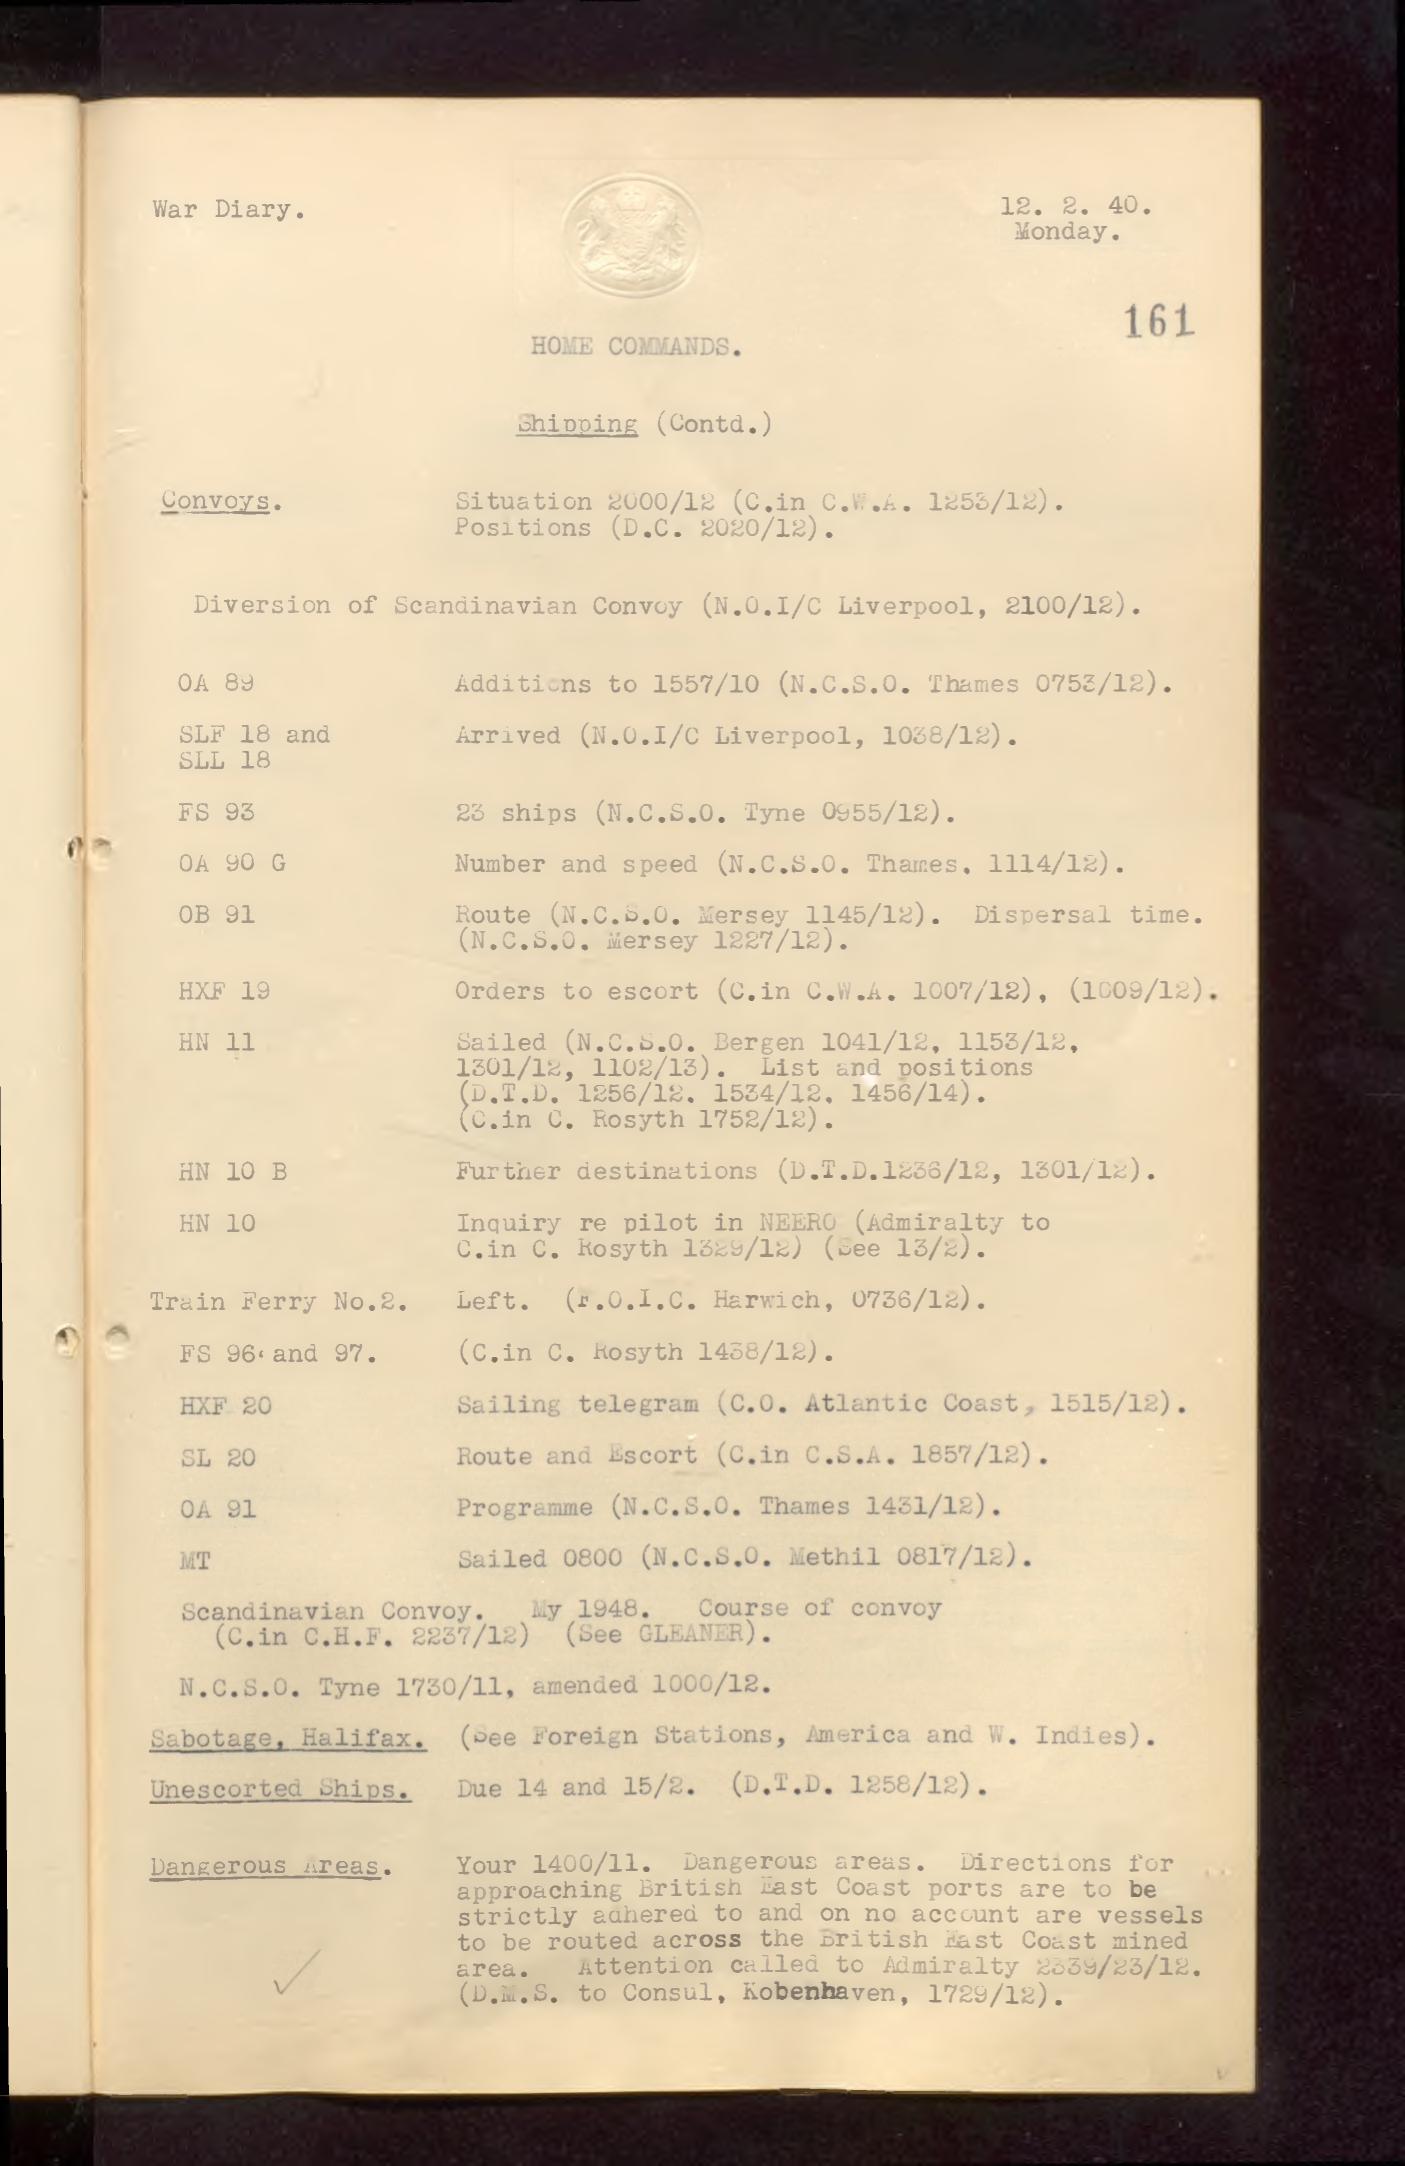 War Diary.
12. 2. 40.
Monday.
161
HOME COMMANDS.
Shipping (Contd.)
Convoys. Situation 2000/12 (C.in C.W.A. 1253/12).
Positions (D.C. 2020/12).
Diversion of Scandinavian Convoy (N.O.I/C Liverpool, 2100/12).
OA 89 Additions to 1557/10 (N.C.S.O. Thames 0753/12).
SLF 18 and Arrived (N.O.I/C Liverpool, 1038/12).
SLL 18
FS 93 23 ships (N.C.S.O. Tyne 0955/12).
OA 90 G Number and speed (N.C.S.O. Thames. 1114/12).
OB 91 Route (N.C.S.O. Mersey 1145/12). Dispersal time.
(N.C.S.O. Mersey 1227/12).
HXF 19 Orders to escort (C.in C.W.A. 1007/12), (1009/12).
HN 11 Sailed (N.C.S.O. Bergen 1041/12, 1153/12,
1301/12, 1102/13). List and positions
(D.T.D. 1256/12. 1534/12. 1456/14).
(C.in C. Rosyth 1752/12).
HN 10 B Further destinations (D.T.D.1236/12, 1301/12).
HN 10 Inquiry re pilot in NEERO (Admiralty to
C.in C. Rosyth 1329/12) (See 13/2).
Train Ferry No.2. Left. (F.O.I.C. Harwich, 0736/12).
FS 96 and 97. (C.in C. Rosyth 1438/12).
HXF 20 Sailing telegram (C.O. Atlantic Coast, 1515/12).
SL 20 Route and Escort (C.in C.S.A. 1857/12).
OA 91 Programme (N.C.S.O. Thames 1431/12).
MT Sailed 0800 (N.C.S.O. Methil 0817/12).
Scandinavian Convoy. My 1948. Course of convoy
(C.in C.H.F. 2237/12) (See GLEANER).
N.C.S.O. Tyne 1730/11, amended 1000/12.
Sabotage, Halifax. (See Foreign Stations, America and W. Indies).
Unescorted Ships. Due 14 and 15/2. (D.T.D. 1258/12).
Dangerous Areas. Your 1400/11. Dangerous areas. Directions for
approaching British East Coast ports are to be
strictly adhered to and on no account are vessels
to be routed across the British East Coast mined
area. Attention called to Admiralty 2339/23/12.
(D.M.S. to Consul, Kobenhaven, 1729/12).